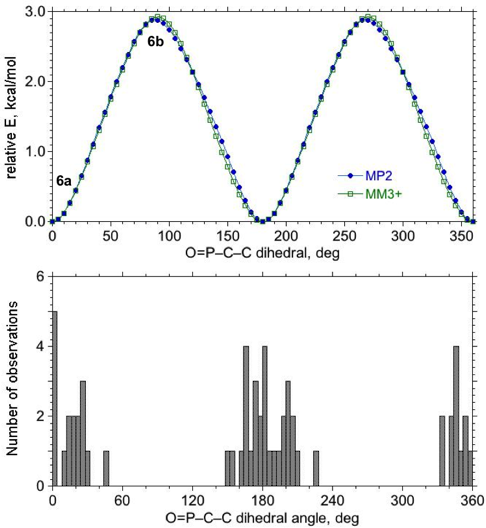 3.0
2.0
1.0
0.0
relative E, kcal/mol
6b
6a
MP2
MM3+
0 50 100 150 200 250 300 350
O=P–C–C dihedral, deg
6
4
2
0
Number of observations
0 60 120 180 240 300 360
O=P–C–C dihedral angle, deg